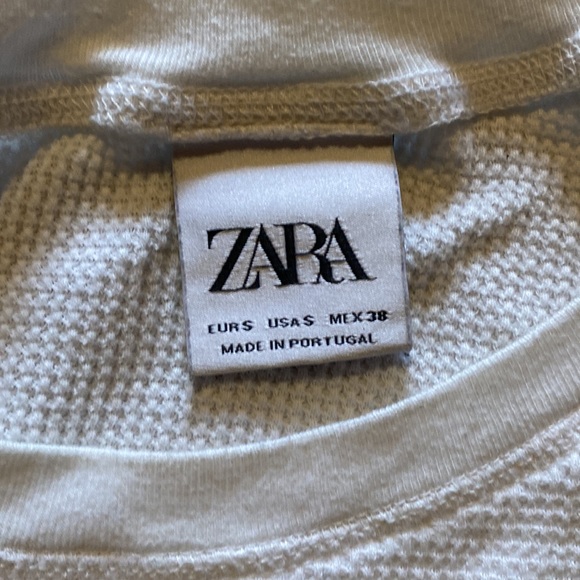 ZARA
EUR S USA S MEX 38
MADE IN PORTUGAL